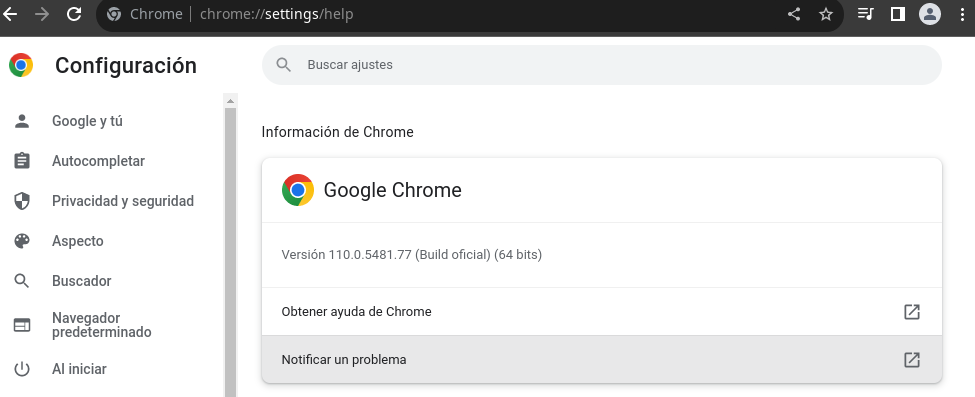 Chrome | chrome://settings/help
Configuración
Buscar ajustes
Google y tú
Autocompletar
Privacidad y seguridad
Aspecto
Buscador
Navegador
predeterminado
Al iniciar
Información de Chrome
Google Chrome
Versión 110.0.5481.77 (Build oficial) (64 bits)
Obtener ayuda de Chrome
Notificar un problema